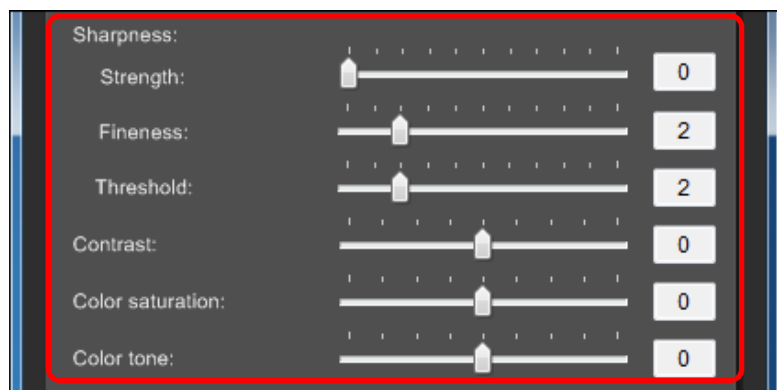 Sharpness:
Strength: 0
Fineness: 2
Threshold: 2
Contrast: 0
Color saturation: 0
Color tone: 0